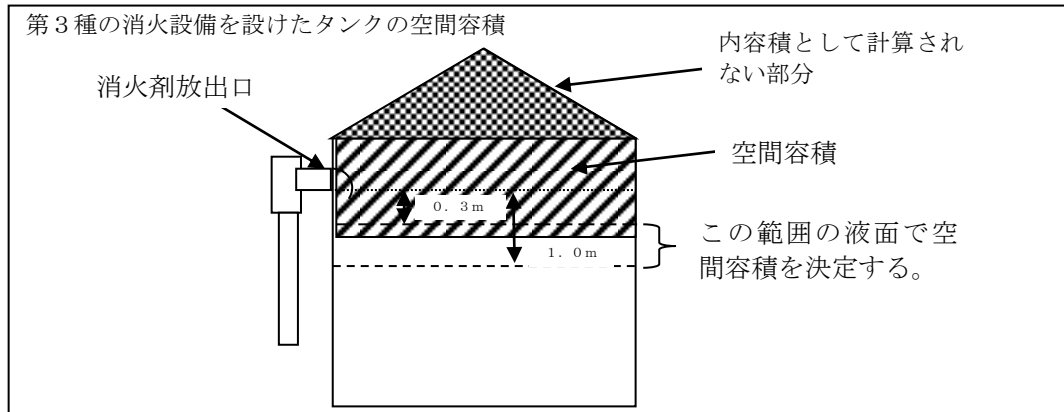 第３種の消火設備を設けたタンクの空間容積
内容積として計算され
ない部分
消火剤放出口
空間容積
０．３ｍ
この範囲の液面で空
間容積を決定する。
１．０ｍ